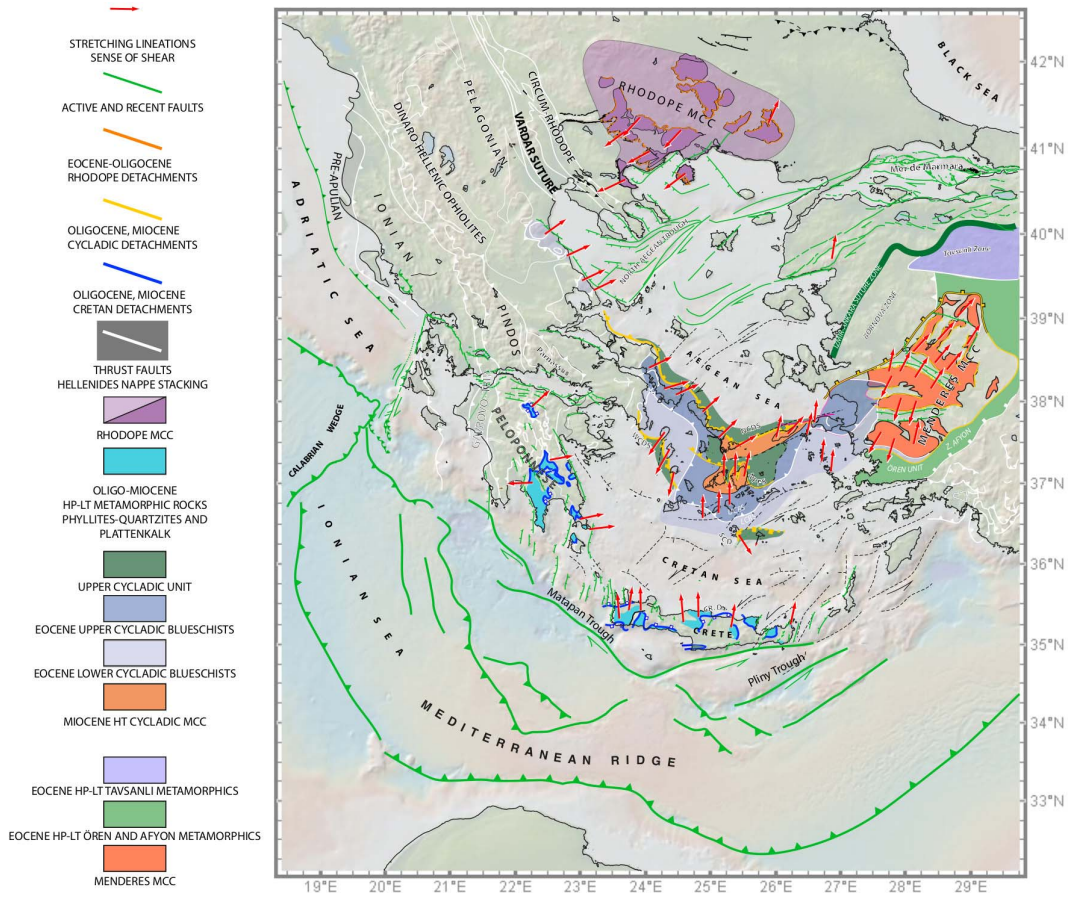 STRETCHING LINEATIONS
SENSE OF SHEAR
ACTIVE AND RECENT FAULTS
EOCENE-OLIGOCENE
RHODOPE DETACHMENTS
OLIGOCENE, MIOCENE
CYCLADIC DETACHMENTS
OLIGOCENE, MIOCENE
CRETAN DETACHMENTS
THRUST FAULTS
HELLENIDES NAPPE STACKING
RHODOPE MCC
OLIGO-MIOCENE
HP-LT METAMORPHIC ROCKS
PHYLLITES-QUARTZITES AND
PLATTENKALK
UPPER CYCLADIC UNIT
EOCENE UPPER CYCLADIC BLUESCHISTS
EOCENE LOWER CYCLADIC BLUESCHISTS
MIOCENE HT CYCLADIC MCC
EOCENE HP-LT TAVSANLI METAMORPHICS
EOCENE HP-LT ÖREN AND AFYON METAMORPHICS
MENDERES MCC
BLACK SEA
RHODOPE MCC
CIRCUM-RHODOPE
VARDAR SUTURE
PELAGONIAN
DINARO HELLENIC OPHIOLITES
PRE-APULIAN
IONIAN
ADRIATIC SEA
Mer de Marmara
NORTH AEGEAN TROUGH
Tavsanli Zone
PINDOS
Parnassus
AEGEAN
SEA
MENDERES M.
Z. AFYON
ÖREN UNIT
PELOPONNESE
CALABRIAN WEDGE
IONIAN SEA
CRETAN SEA
CRETE
Matapan Trough
Pliny Trough
MEDITERRANEAN RIDGE
42°N
41°N
40°N
39°N
38°N
37°N
36°N
35°N
34°N
33°N
19°E
20°E
21°E
22°E
23°E
24°E
25°E
26°E
27°E
28°E
29°E